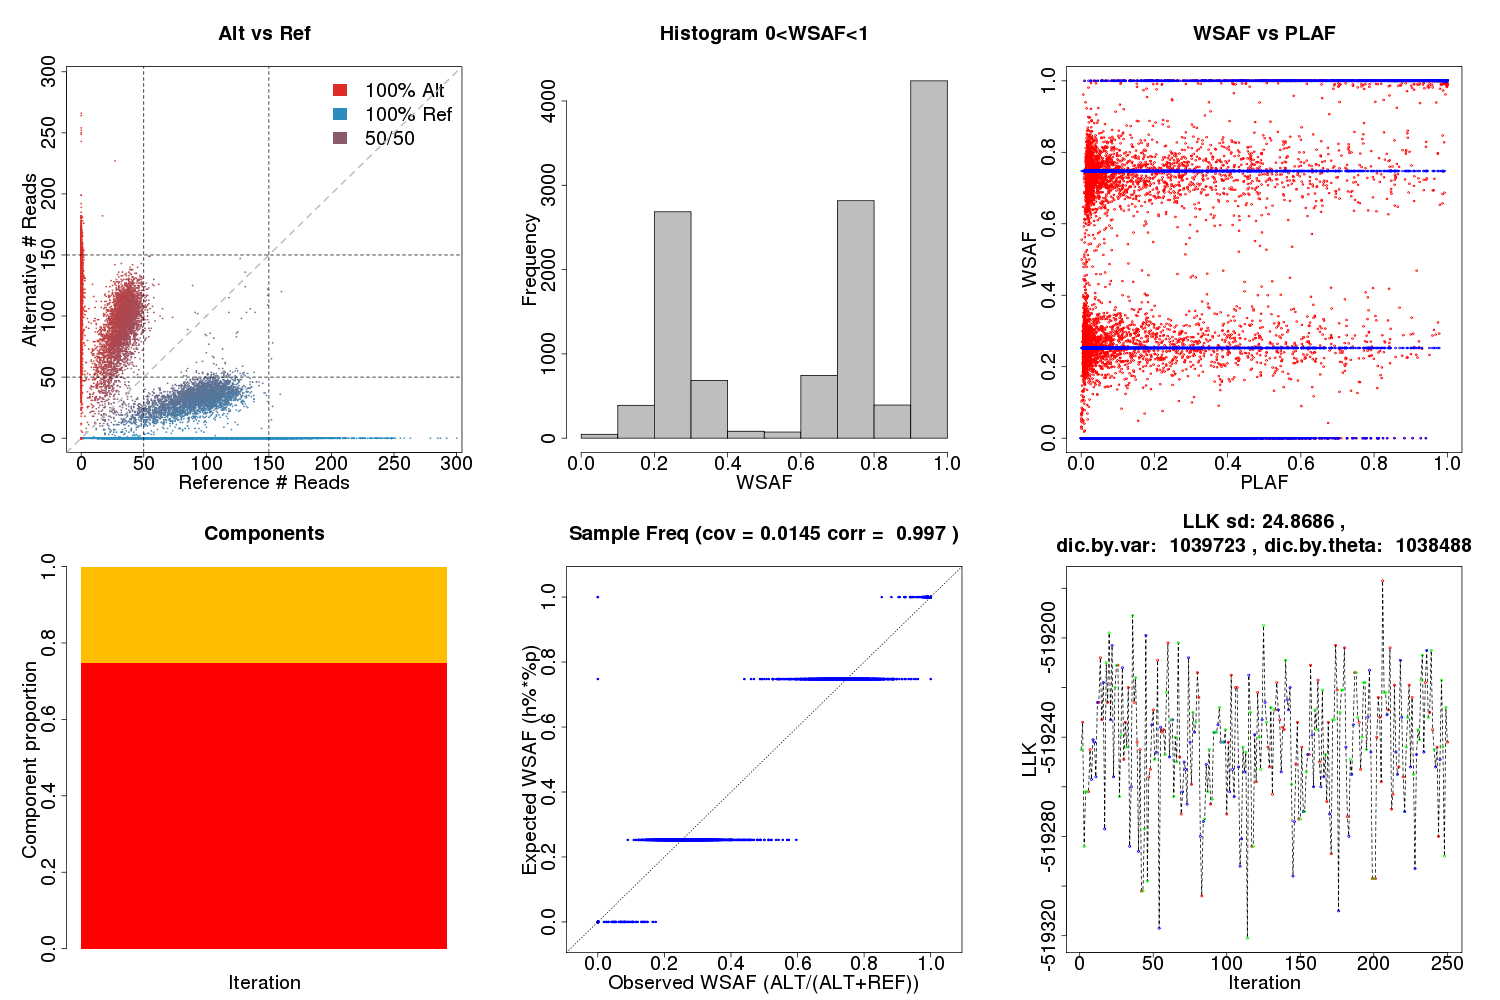 Alt vs Ref
100% Alt
100% Ref
50/50
Alternative # Reads
0 50 100 150 200 250 300
0 50 100 150 200 250 300
Reference # Reads
Histogram 0<WSAF<1
Frequency
0 1000 2000 3000 4000
0.0 0.2 0.4 0.6 0.8 1.0
WSAF
WSAF vs PLAF
WSAF
0.0 0.2 0.4 0.6 0.8 1.0
0.0 0.2 0.4 0.6 0.8 1.0
PLAF
Components
Component proportion
0.0 0.2 0.4 0.6 0.8 1.0
Iteration
Sample Freq (cov = 0.0145 corr = 0.997 )
Expected WSAF (h%*%p)
0.0 0.2 0.4 0.6 0.8 1.0
0.0 0.2 0.4 0.6 0.8 1.0
Observed WSAF (ALT/(ALT+REF))
LLK sd: 24.8686 ,
dic.by.var: 1039723 , dic.by.theta: 1038488
LLK
-519320 -519280 -519240 -519200
0 50 100 150 200 250
Iteration